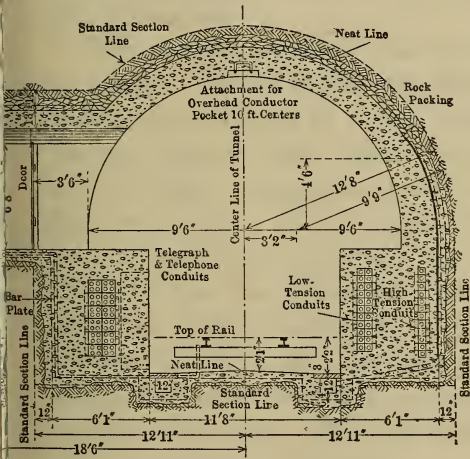 Standard Section
Line
Neat Line
Rock
Packing
Attachment for
Overhead Conductor
Pocket 10 ft. Centers
Center Line of Tunnel
Door
3'6"
4'6"
12'8"
9'9"
9'6"
9'6"
3'2"
Telegraph
& Telephone
Conduits
Low-
Tension
Conduits
High-
Tension
Conduits
Bar
Plate
Top of Rail
Neat Line
Standard
Section Line
Standard Section Line
Standard Section Line
12"
12"
12"
12"
6'1"
11'8"
6'1"
12'11"
12'11"
18'6"